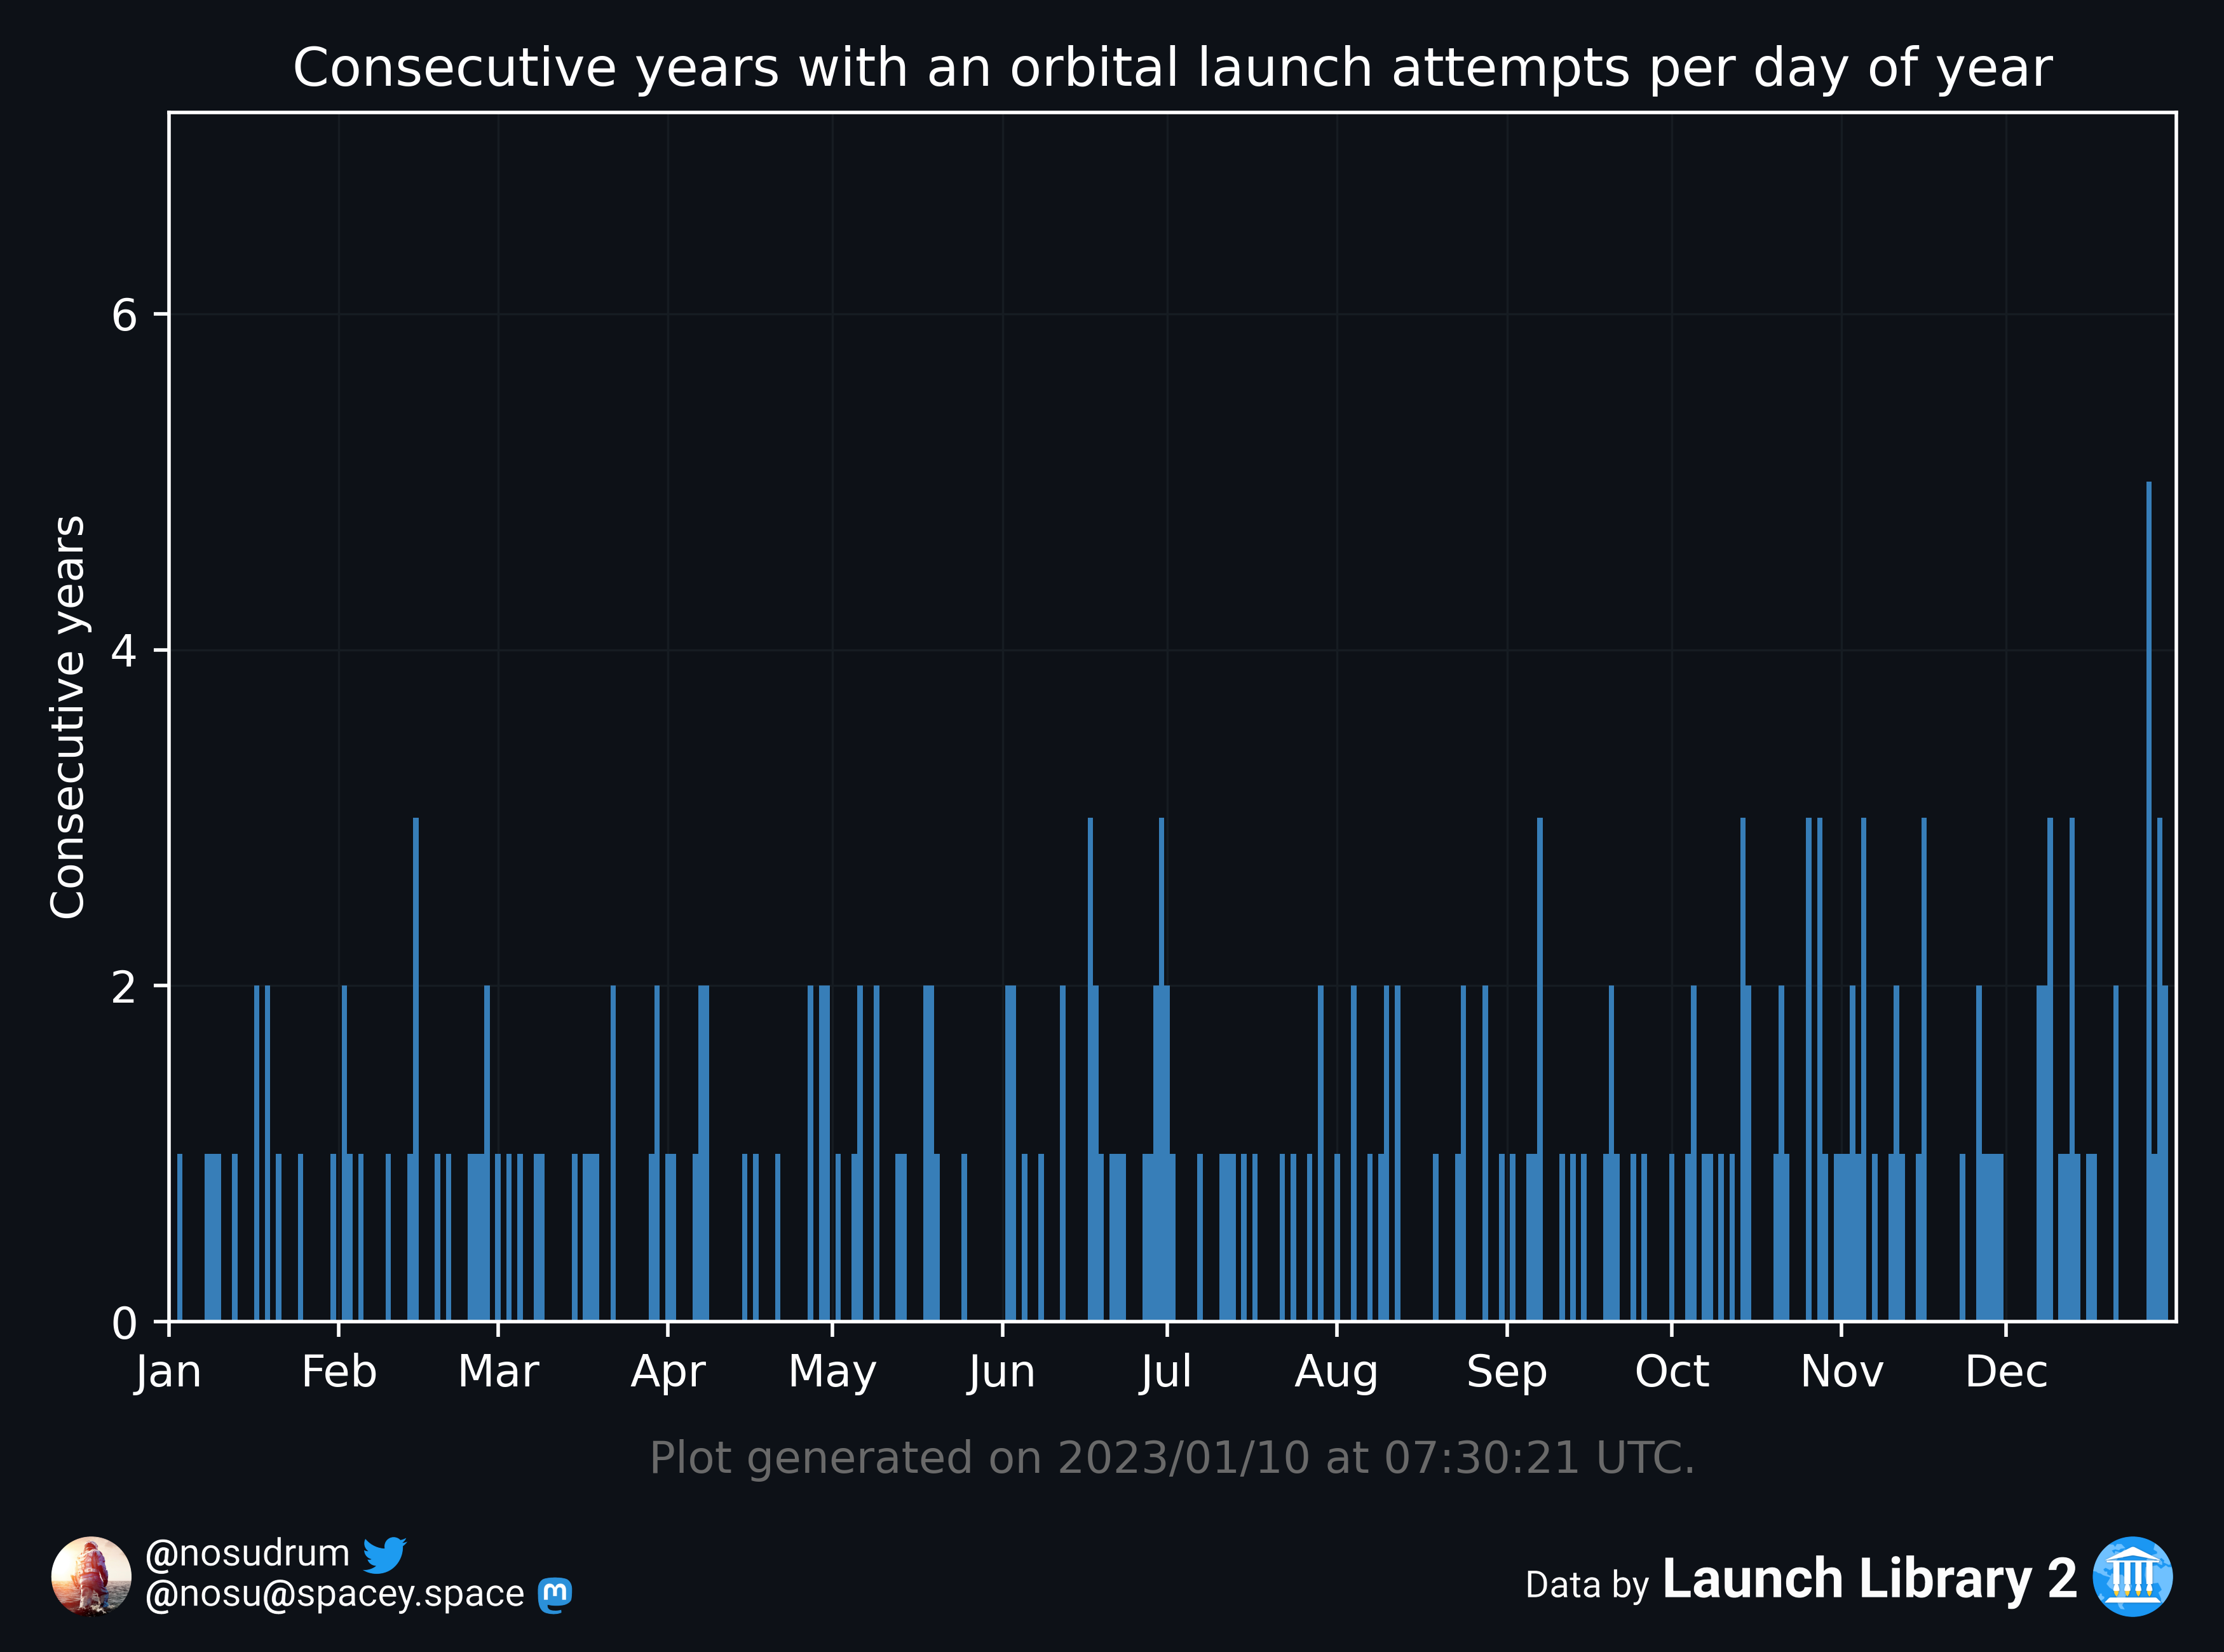 Consecutive years with an orbital launch attempts per day of year
Consecutive years
6
4
2
0
Jan Feb Mar Apr May Jun Jul Aug Sep Oct Nov Dec
Plot generated on 2023/01/10 at 07:30:21 UTC.
@nosudrum
@nosu@spacey.space
Data by Launch Library 2